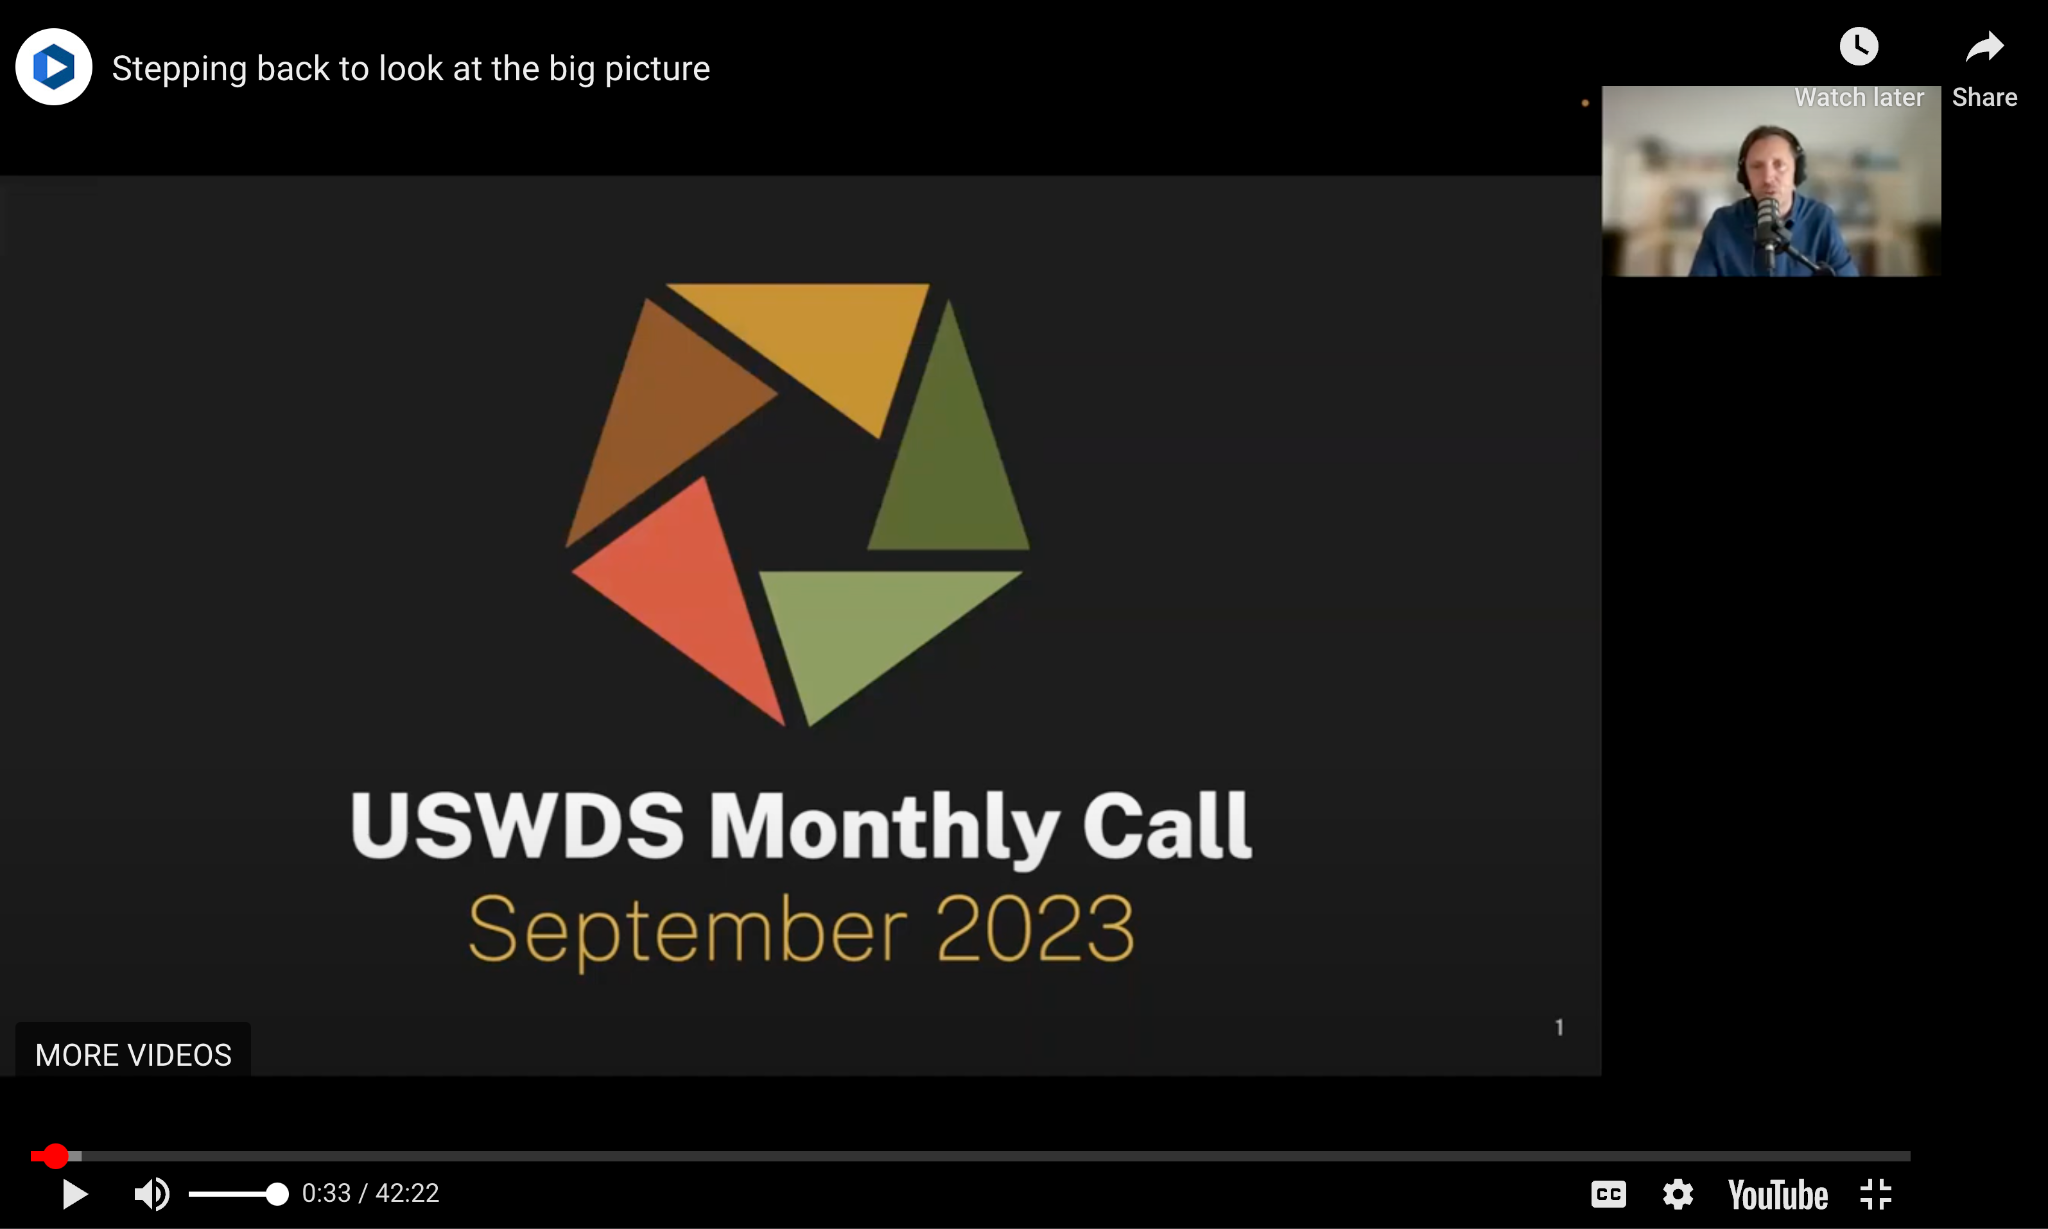 Stepping back to look at the big picture
Watch later
Share
USWDS Monthly Call
September 2023
1
MORE VIDEOS
0:33 / 42:22
CC
YouTube